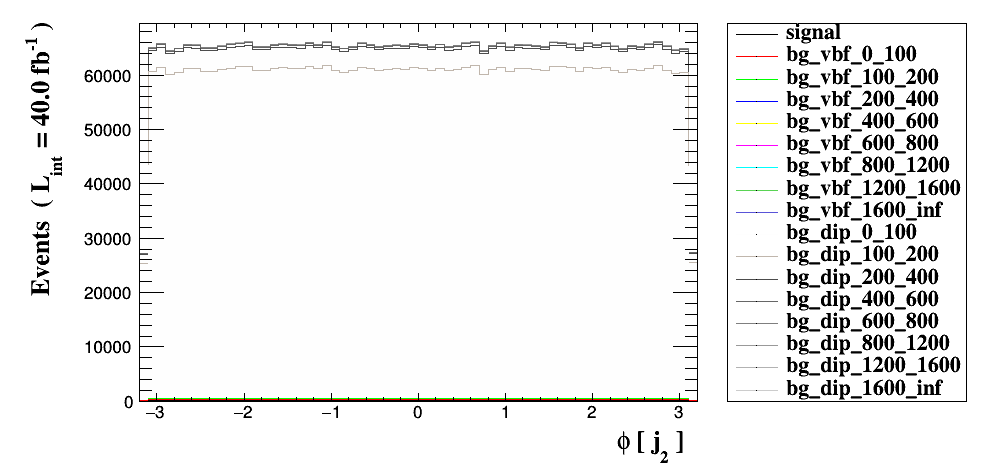 Events ( L_int = 40.0 fb^-1 )
60000
50000
40000
30000
20000
10000
0
−3 −2 −1 0 1 2 3
ϕ [ j_2 ]
signal
bg_vbf_0_100
bg_vbf_100_200
bg_vbf_200_400
bg_vbf_400_600
bg_vbf_600_800
bg_vbf_800_1200
bg_vbf_1200_1600
bg_vbf_1600_inf
bg_dip_0_100
bg_dip_100_200
bg_dip_200_400
bg_dip_400_600
bg_dip_600_800
bg_dip_800_1200
bg_dip_1200_1600
bg_dip_1600_inf